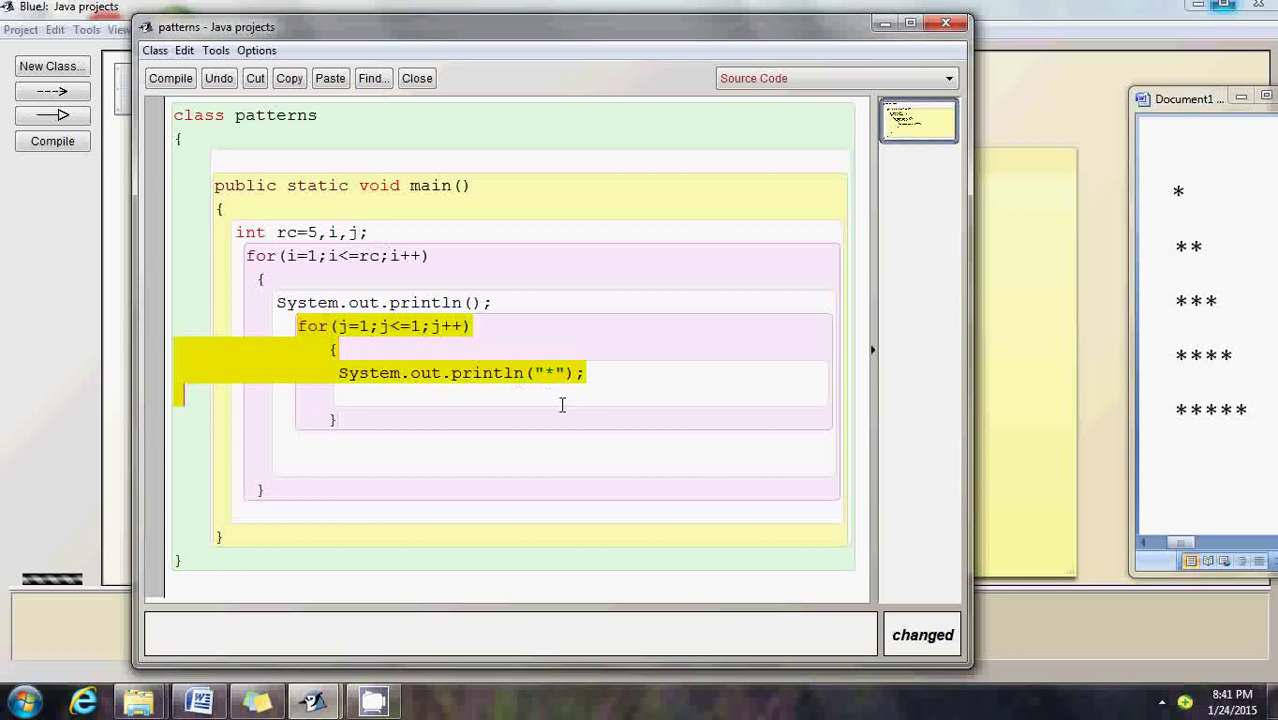 BlueJ: Java projects
Project Edit Tools View
New Class...
Compile
patterns - Java projects
Class Edit Tools Options
Compile Undo Cut Copy Paste Find... Close
Source Code
class patterns
{
public static void main()
{
int rc=5,i,j;
for(i=1;i<=rc;i++)
{
System.out.println();
for(j=1;j<=1;j++)
{
System.out.println("*");
}
}
}
}
changed
Document1 ...
*
**
***
****
*****
8:41 PM
1/24/2015